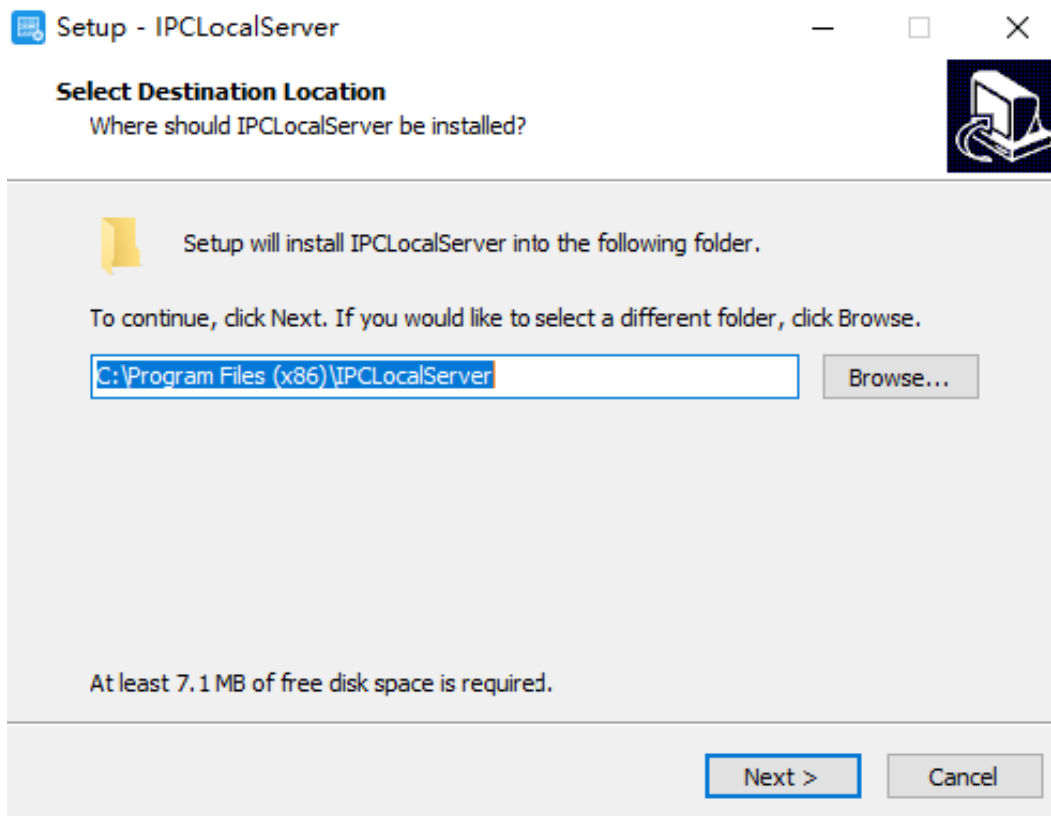 Setup - IPCLocalServer
Select Destination Location
Where should IPCLocalServer be installed?
Setup will install IPCLocalServer into the following folder.
To continue, click Next. If you would like to select a different folder, click Browse.
C:\Program Files (x86)\IPCLocalServer
Browse...
At least 7.1 MB of free disk space is required.
Next >
Cancel